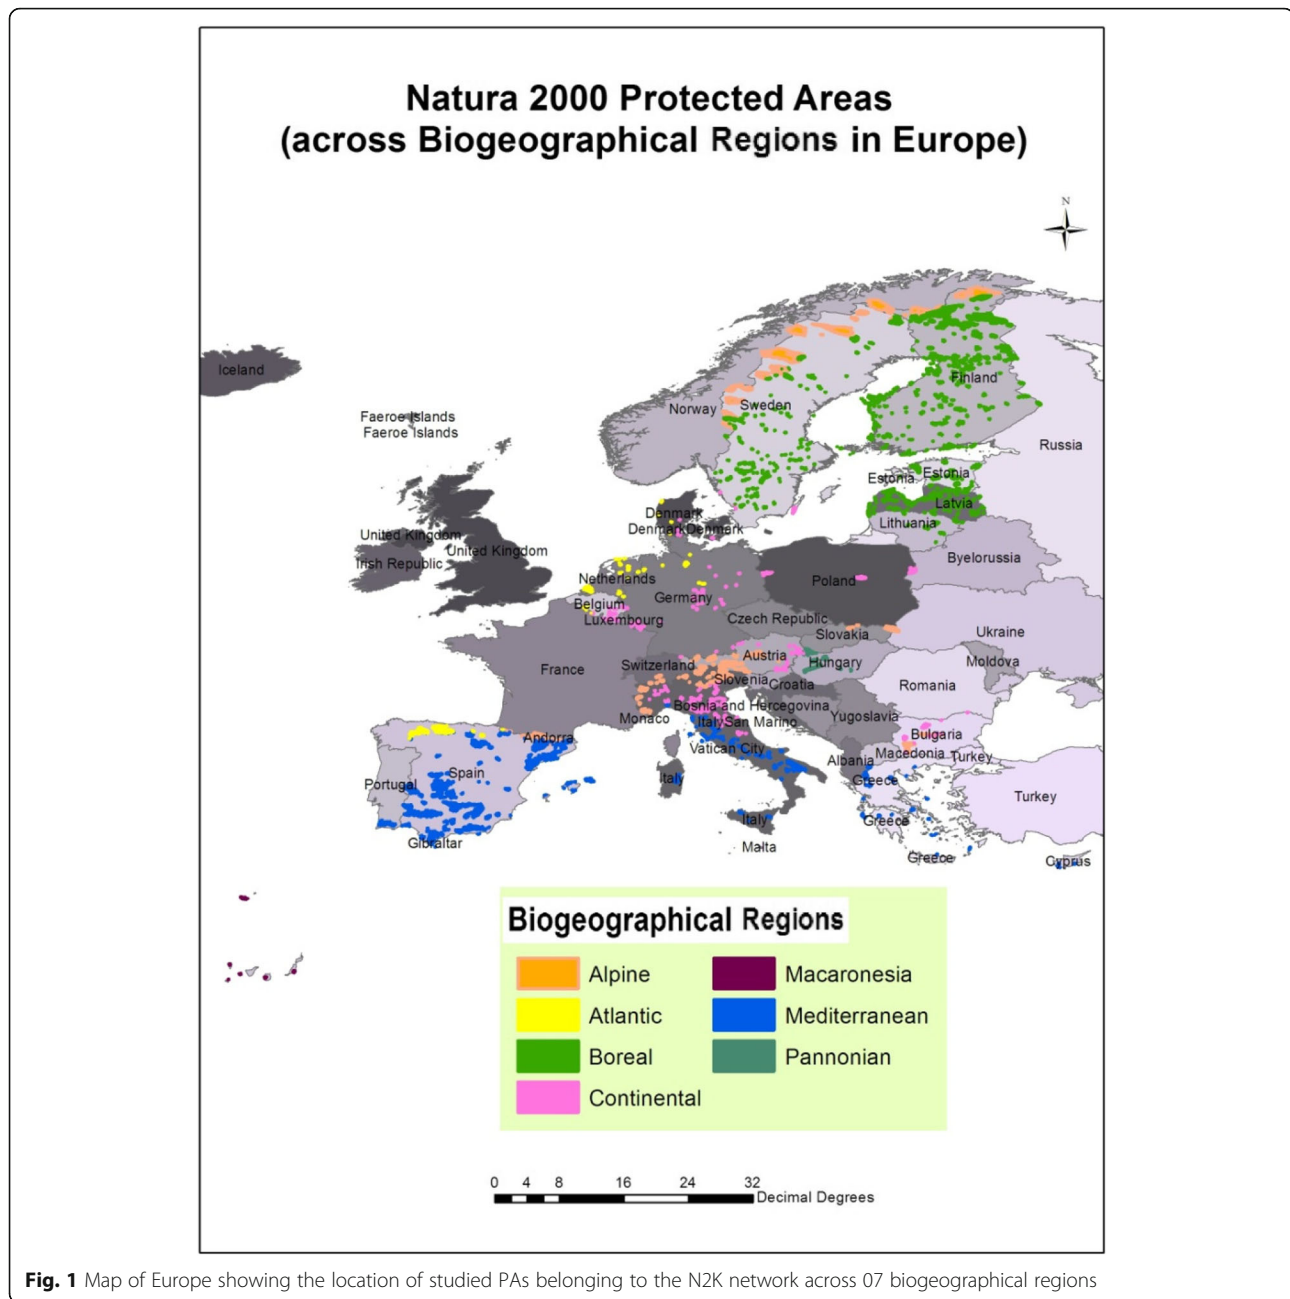 Natura 2000 Protected Areas
(across Biogeographical Regions in Europe)
N
Iceland
Faeroe Islands
Faeroe Islands
Norway
Sweden
Finland
Russia
Estonia
Estonia
Latvia
Lithuania
Denmark
Denmark
Denmark
United Kingdom
United Kingdom
Irish Republic
Netherlands
Belgium
Luxembourg
Germany
Poland
Byelorussia
Czech Republic
Slovakia
Ukraine
France
Switzerland
Austria
Hungary
Moldova
Slovenia
Croatia
Romania
Monaco
Bosnia and Hercegovina
Italy
San Marino
Yugoslavia
Bulgaria
Andorra
Vatican City
Macedonia
Turkey
Albania
Portugal
Spain
Italy
Greece
Turkey
Gibraltar
Italy
Malta
Greece
Greece
Cyprus
Biogeographical Regions
Alpine
Macaronesia
Atlantic
Mediterranean
Boreal
Pannonian
Continental
0 4 8 16 24 32
Decimal Degrees
Fig. 1 Map of Europe showing the location of studied PAs belonging to the N2K network across 07 biogeographical regions